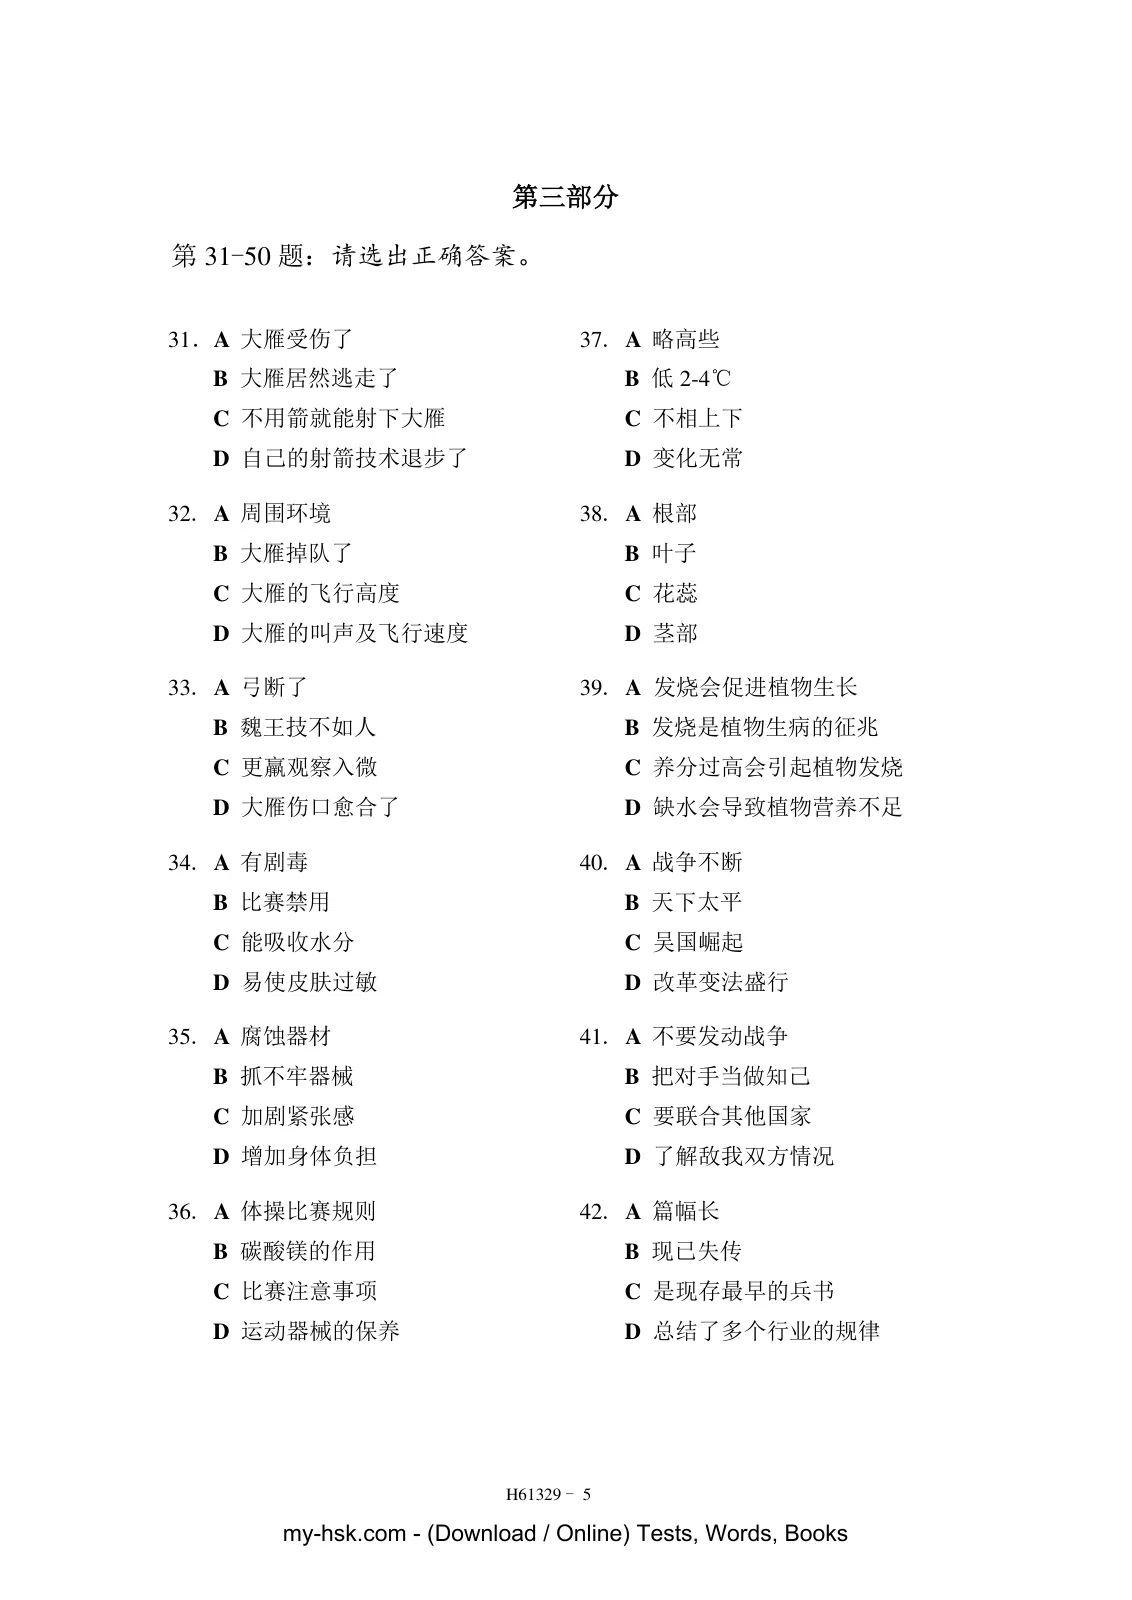 第三部分
第 31-50 题：请选出正确答案。
31. A 大雁受伤了
B 大雁居然逃走了
C 不用箭就能射下大雁
D 自己的射箭技术退步了
32. A 周围环境
B 大雁掉队了
C 大雁的飞行高度
D 大雁的叫声及飞行速度
33. A 弓断了
B 魏王技不如人
C 更羸观察入微
D 大雁伤口愈合了
34. A 有剧毒
B 比赛禁用
C 能吸收水分
D 易使皮肤过敏
35. A 腐蚀器材
B 抓不牢器械
C 加剧紧张感
D 增加身体负担
36. A 体操比赛规则
B 碳酸镁的作用
C 比赛注意事项
D 运动器械的保养
37. A 略高些
B 低 2-4℃
C 不相上下
D 变化无常
38. A 根部
B 叶子
C 花蕊
D 茎部
39. A 发烧会促进植物生长
B 发烧是植物生病的征兆
C 养分过高会引起植物发烧
D 缺水会导致植物营养不足
40. A 战争不断
B 天下太平
C 吴国崛起
D 改革变法盛行
41. A 不要发动战争
B 把对手当做知己
C 要联合其他国家
D 了解敌我双方情况
42. A 篇幅长
B 现已失传
C 是现存最早的兵书
D 总结了多个行业的规律
H61329 - 5
my-hsk.com - (Download / Online) Tests, Words, Books